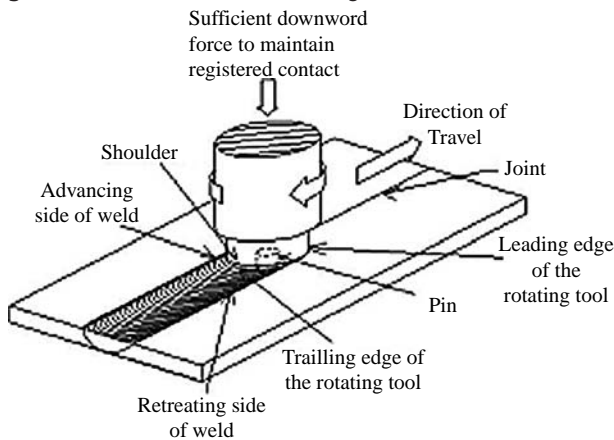 Sufficient downword
force to maintain
registered contact
Direction of
Travel
Shoulder
Joint
Advancing
side of weld
Leading edge
of the
rotating tool
Pin
Trailling edge of
the rotating tool
Retreating side
of weld